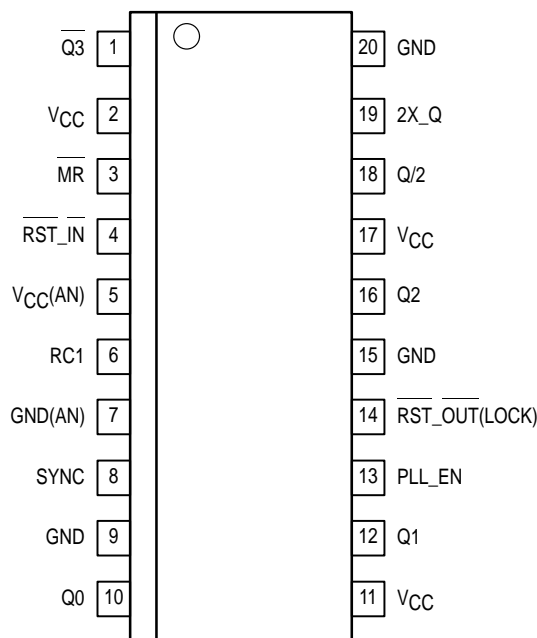 Q3 1 20 GND
VCC 2 19 2X_Q
MR 3 18 Q/2
RST_IN 4 17 VCC
VCC(AN) 5 16 Q2
RC1 6 15 GND
GND(AN) 7 14 RST_OUT(LOCK)
SYNC 8 13 PLL_EN
GND 9 12 Q1
Q0 10 11 VCC